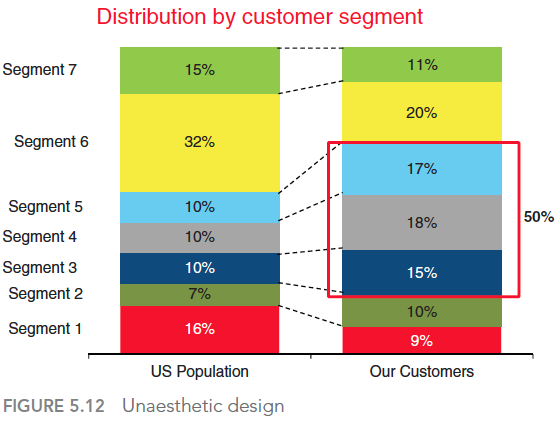 Distribution by customer segment
Segment 7 15% 11%
Segment 6 32% 20%
Segment 5 10% 17%
Segment 4 10% 18% 50%
Segment 3 10% 15%
Segment 2 7% 10%
Segment 1 16% 9%
US Population Our Customers
FIGURE 5.12 Unaesthetic design